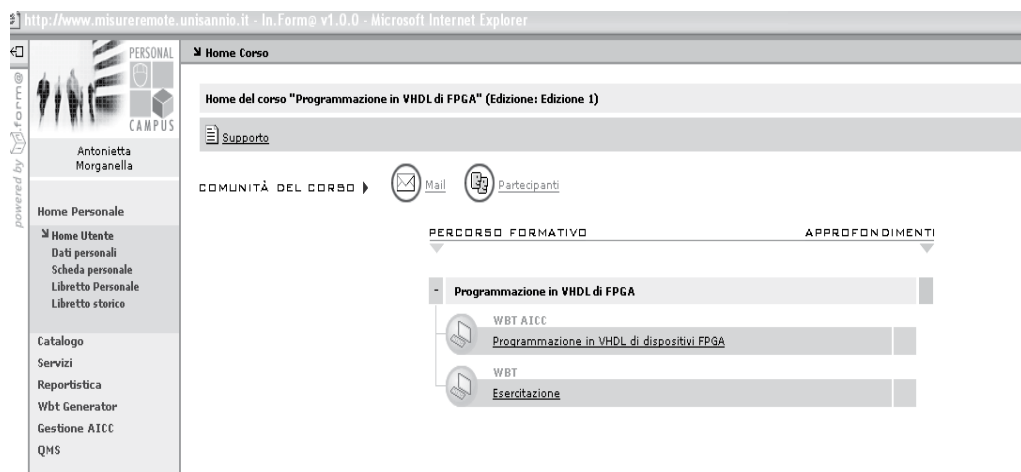 http://www.misureremote.unisannio.it - In.Form@ v1.0.0 - Microsoft Internet Explorer
PERSONAL
CAMPUS
powered by in.form@
Antonietta
Morganella
Home Personale
Home Utente
Dati personali
Scheda personale
Libretto Personale
Libretto storico
Catalogo
Servizi
Reportistica
Wbt Generator
Gestione AICC
QMS
Home Corso
Home del corso "Programmazione in VHDL di FPGA" (Edizione: Edizione 1)
Supporto
COMUNITÀ DEL CORSO Mail Partecipanti
PERCORSO FORMATIVO APPROFONDIMENTI
- Programmazione in VHDL di FPGA
WBT AICC
Programmazione in VHDL di dispositivi FPGA
WBT
Esercitazione